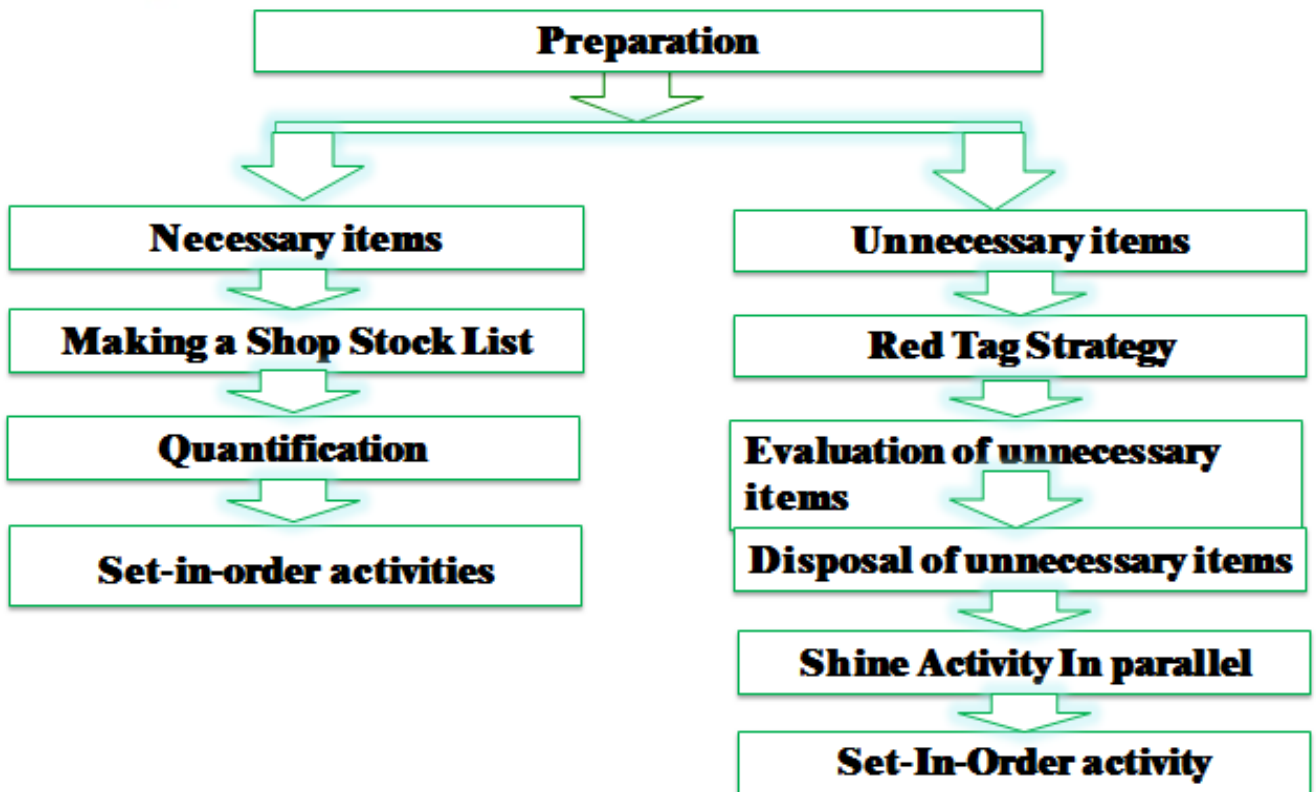 Preparation
Necessary items
Making a Shop Stock List
Quantification
Set-in-order activities
Unnecessary items
Red Tag Strategy
Evaluation of unnecessary
items
Disposal of unnecessary items
Shine Activity In parallel
Set-In-Order activity